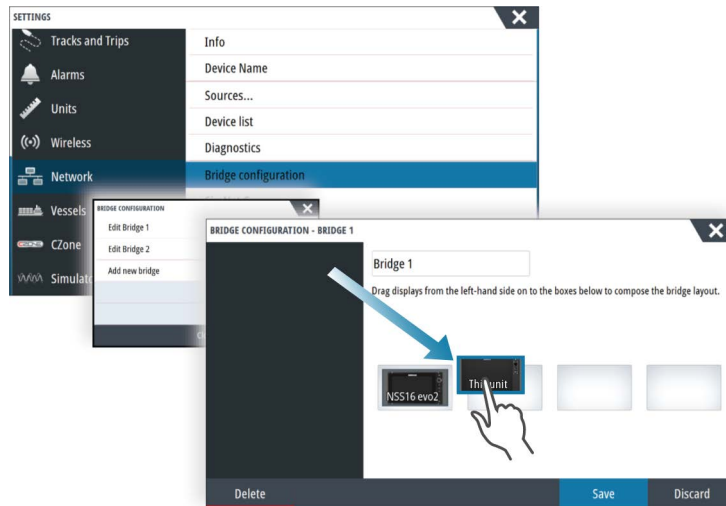 SETTINGS
Tracks and Trips
Alarms
Units
Wireless
Network
Vessels
CZone
Info
Device Name
Sources...
Device list
Diagnostics
Bridge configuration
BRIDGE CONFIGURATION
Edit Bridge 1
Edit Bridge 2
Add new bridge
BRIDGE CONFIGURATION - BRIDGE 1
Bridge 1
Drag displays from the left-hand side on to the boxes below to compose the bridge layout.
NSS16 evo2
This unit
Delete
Save
Discard